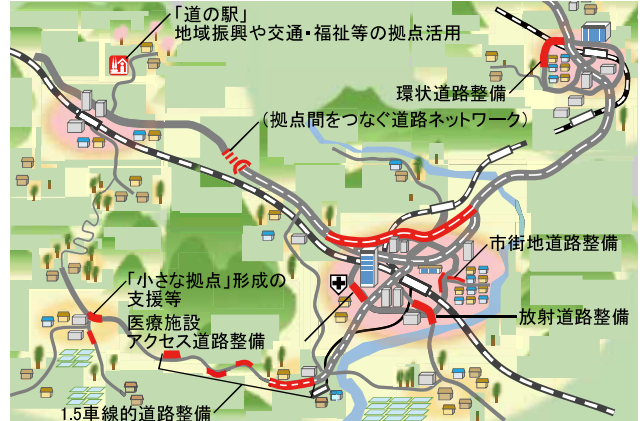 「道の駅」
地域振興や交通・福祉等の拠点活用
環状道路整備
(拠点間をつなぐ道路ネットワーク)
市街地道路整備
「小さな拠点」形成の
支援等
医療施設
アクセス道路整備
放射道路整備
1.5車線的道路整備